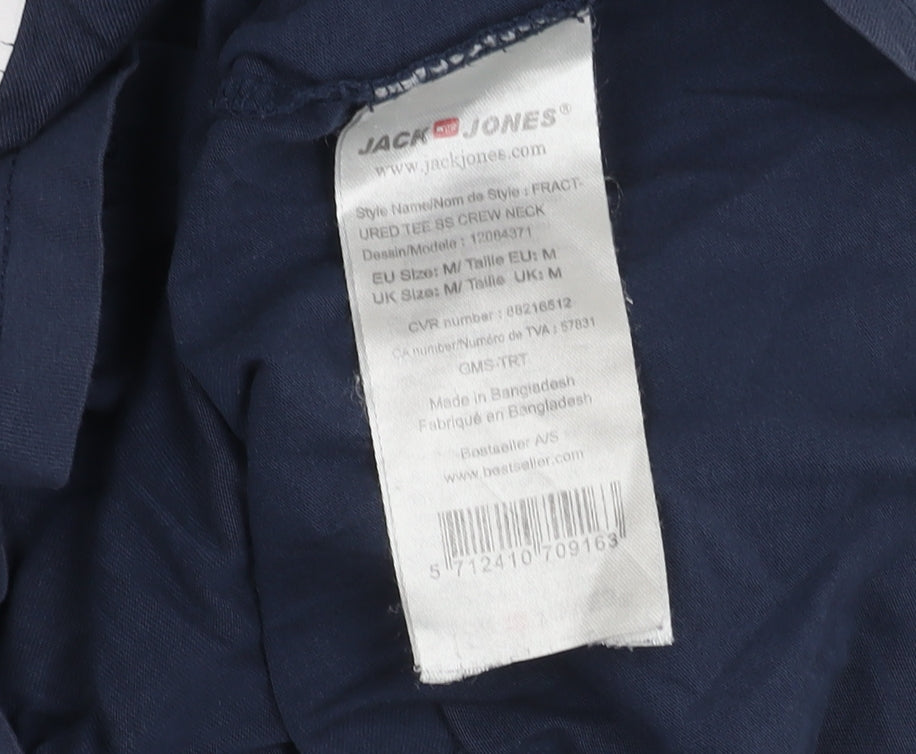 JACK & JONES®
www.jackjones.com
Style Name/Nom de Style : FRACT-
URED TEE SS CREW NECK
Dessin/Modele : 12084371
EU Size: M/ Taille EU: M
UK Size: M/ Taille UK: M
CVR number : 88216512
CA number/Numéro de TVA : 57831
GMS-TRT
Made in Bangladesh
Fabriqué en Bangladesh
Bestseller A/S
www.bestseller.com
5 712410 709163